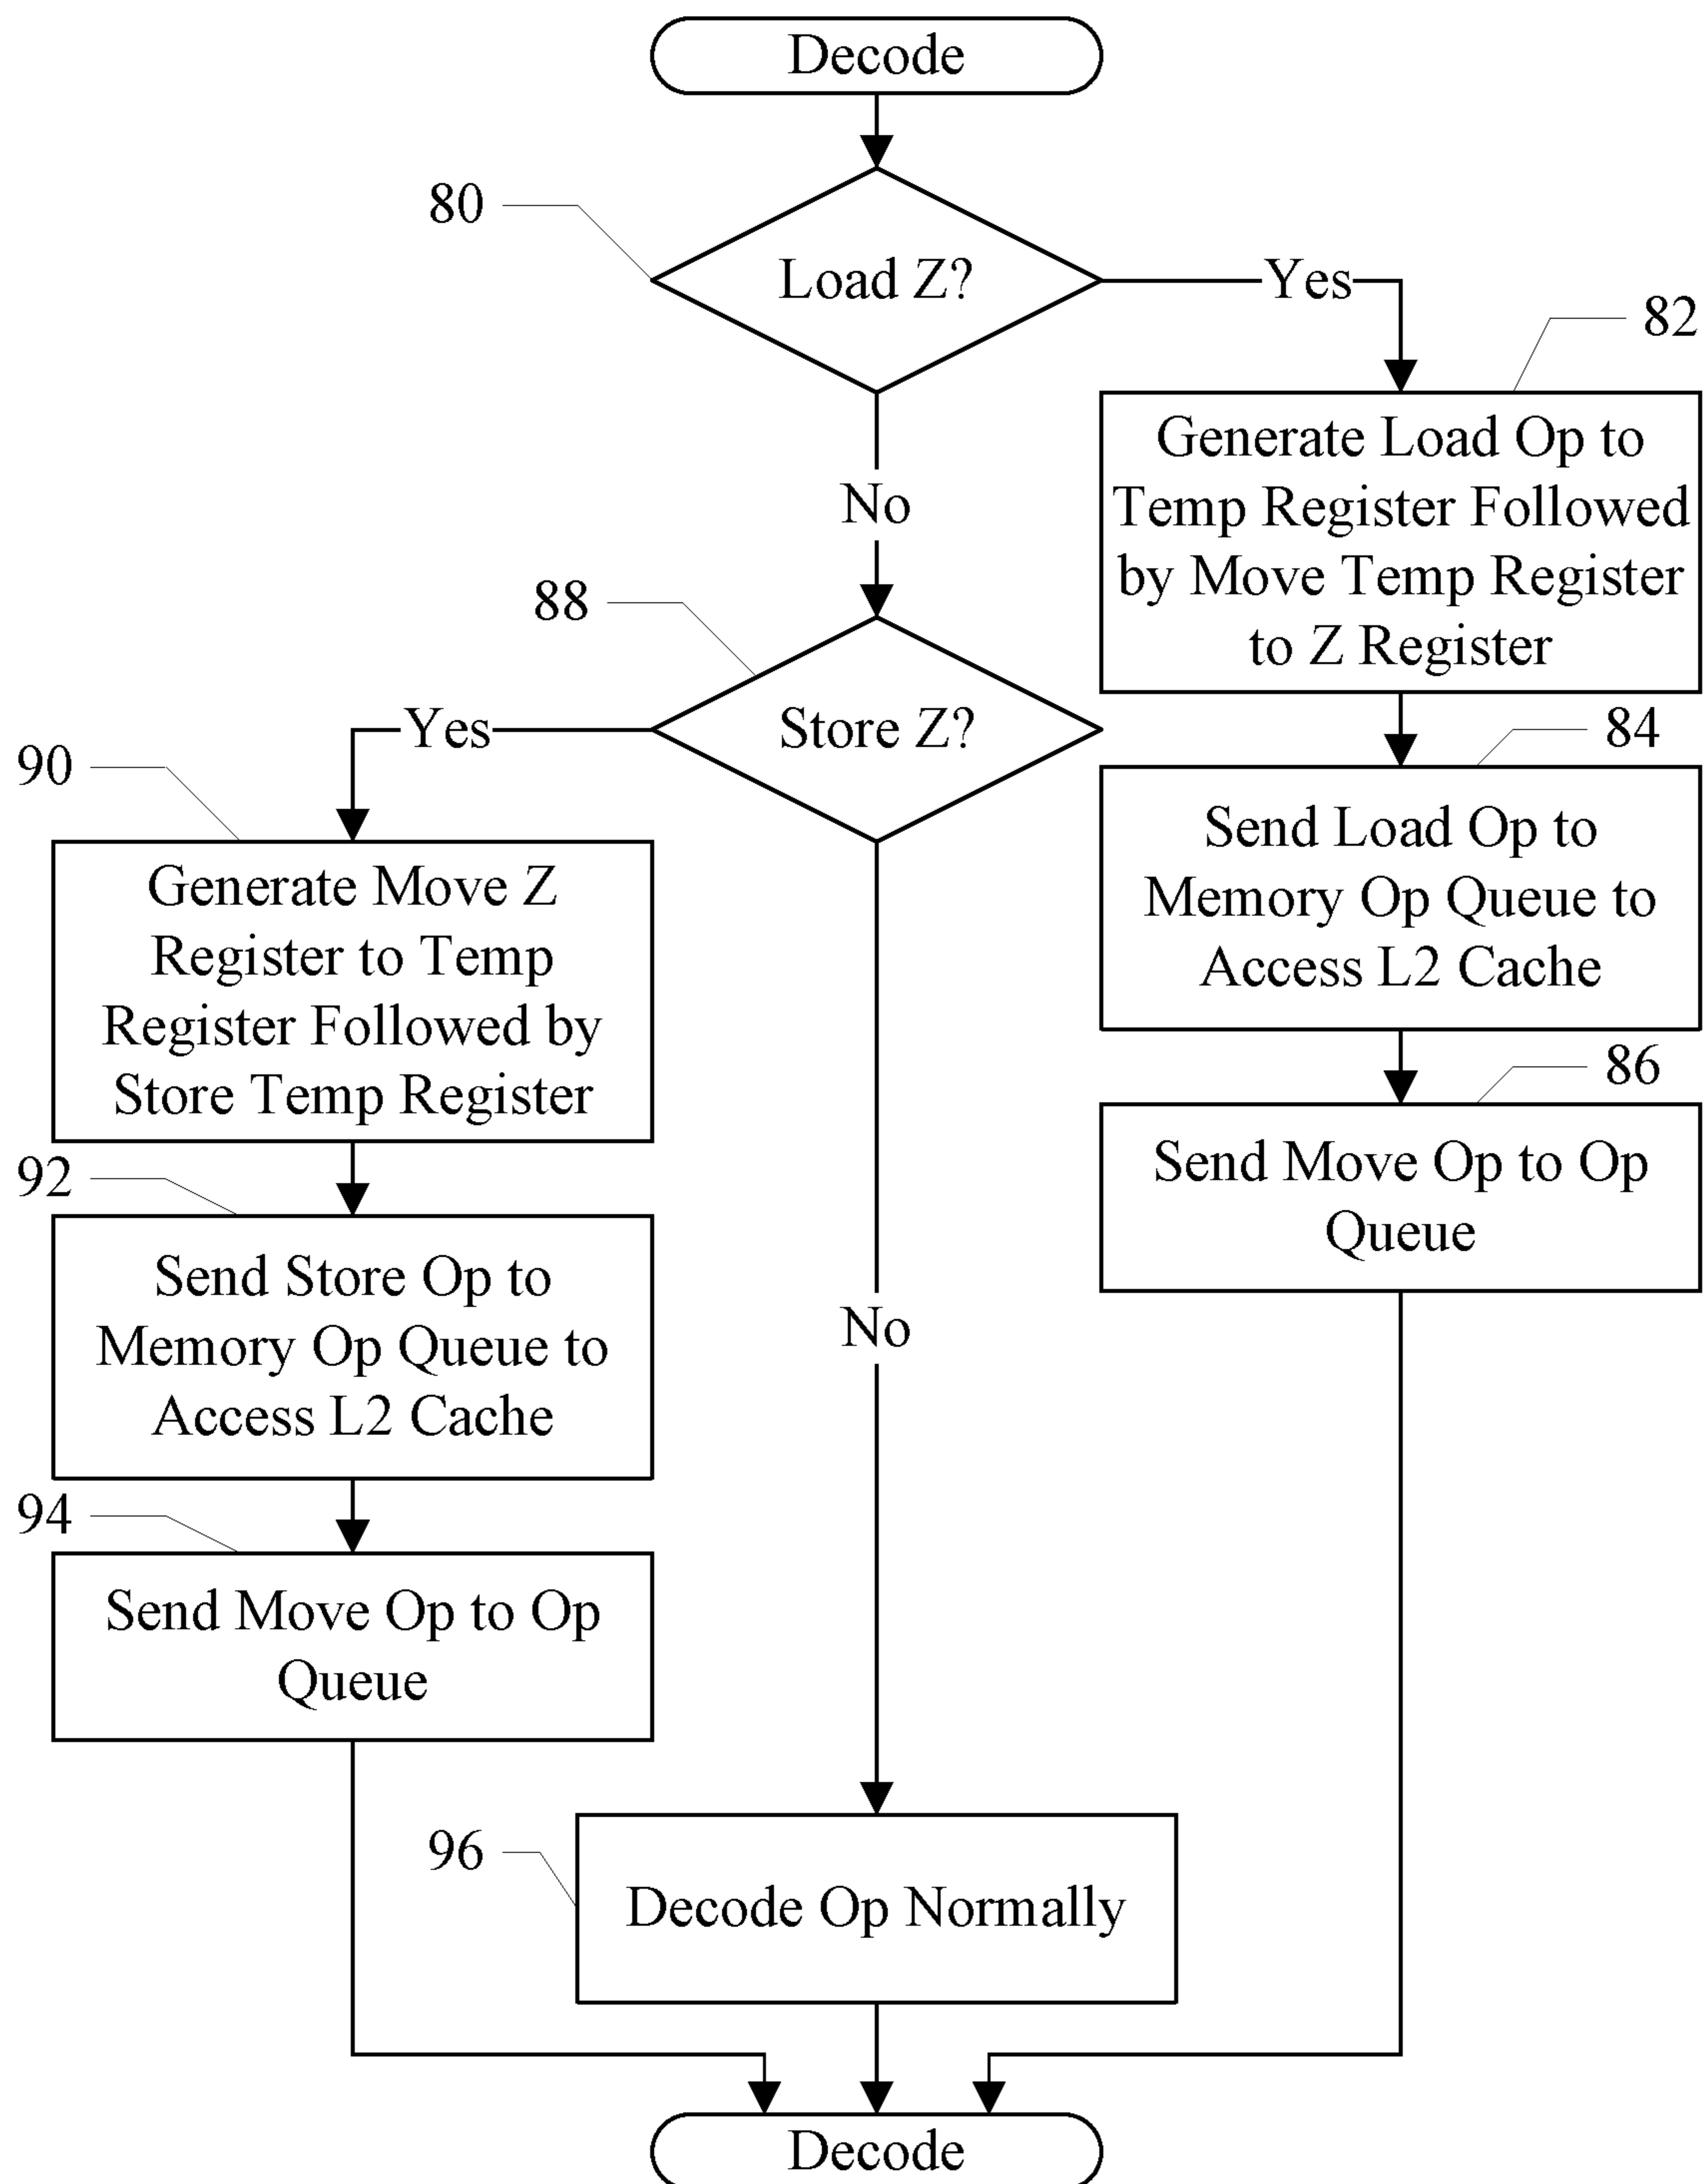 Decode
80
Load Z?
Yes
82
Generate Load Op to
Temp Register Followed
by Move Temp Register
to Z Register
No
88
Store Z?
Yes
84
Send Load Op to
Memory Op Queue to
Access L2 Cache
90
Generate Move Z
Register to Temp
Register Followed by
Store Temp Register
86
Send Move Op to Op
Queue
92
Send Store Op to
Memory Op Queue to
Access L2 Cache
No
94
Send Move Op to Op
Queue
96
Decode Op Normally
Decode